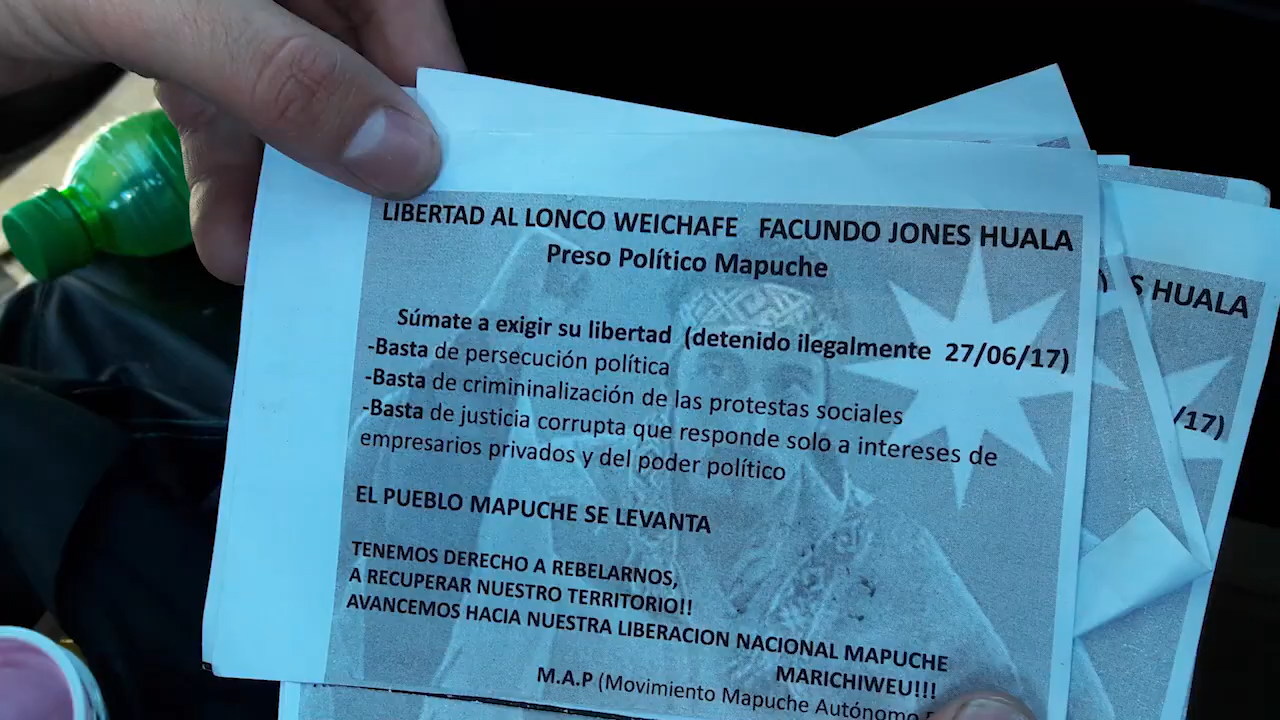 LIBERTAD AL LONCO WEICHAFE FACUNDO JONES HUALA
Preso Político Mapuche
Súmate a exigir su libertad (detenido ilegalmente 27/06/17)
-Basta de persecución política
-Basta de crimininalización de las protestas sociales
-Basta de justicia corrupta que responde solo a intereses de
empresarios privados y del poder político
EL PUEBLO MAPUCHE SE LEVANTA
TENEMOS DERECHO A REBELARNOS,
A RECUPERAR NUESTRO TERRITORIO!!
AVANCEMOS HACIA NUESTRA LIBERACION NACIONAL MAPUCHE
MARICHIWEU!!!
M.A.P (Movimiento Mapuche Autónomo
S HUALA
/17)